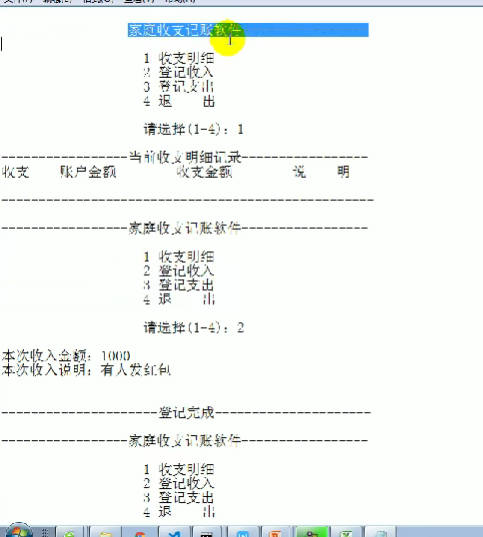 家庭收支记账软件
1 收支明细
2 登记收入
3 登记支出
4 退 出
请选择(1-4): 1
-----------------当前收支明细记录-----------------
收支 账户金额 收支金额 说 明
--------------------------------------------------
-----------------家庭收支记账软件-----------------
1 收支明细
2 登记收入
3 登记支出
4 退 出
请选择(1-4): 2
本次收入金额: 1000
本次收入说明: 有人发红包
---------------------登记完成---------------------
-----------------家庭收支记账软件-----------------
1 收支明细
2 登记收入
3 登记支出
4 退 出